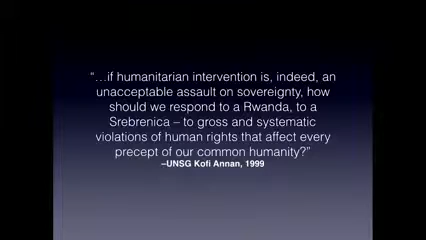 “…if humanitarian intervention is, indeed, an
unacceptable assault on sovereignty, how
should we respond to a Rwanda, to a
Srebrenica – to gross and systematic
violations of human rights that affect every
precept of our common humanity?”
–UNSG Kofi Annan, 1999